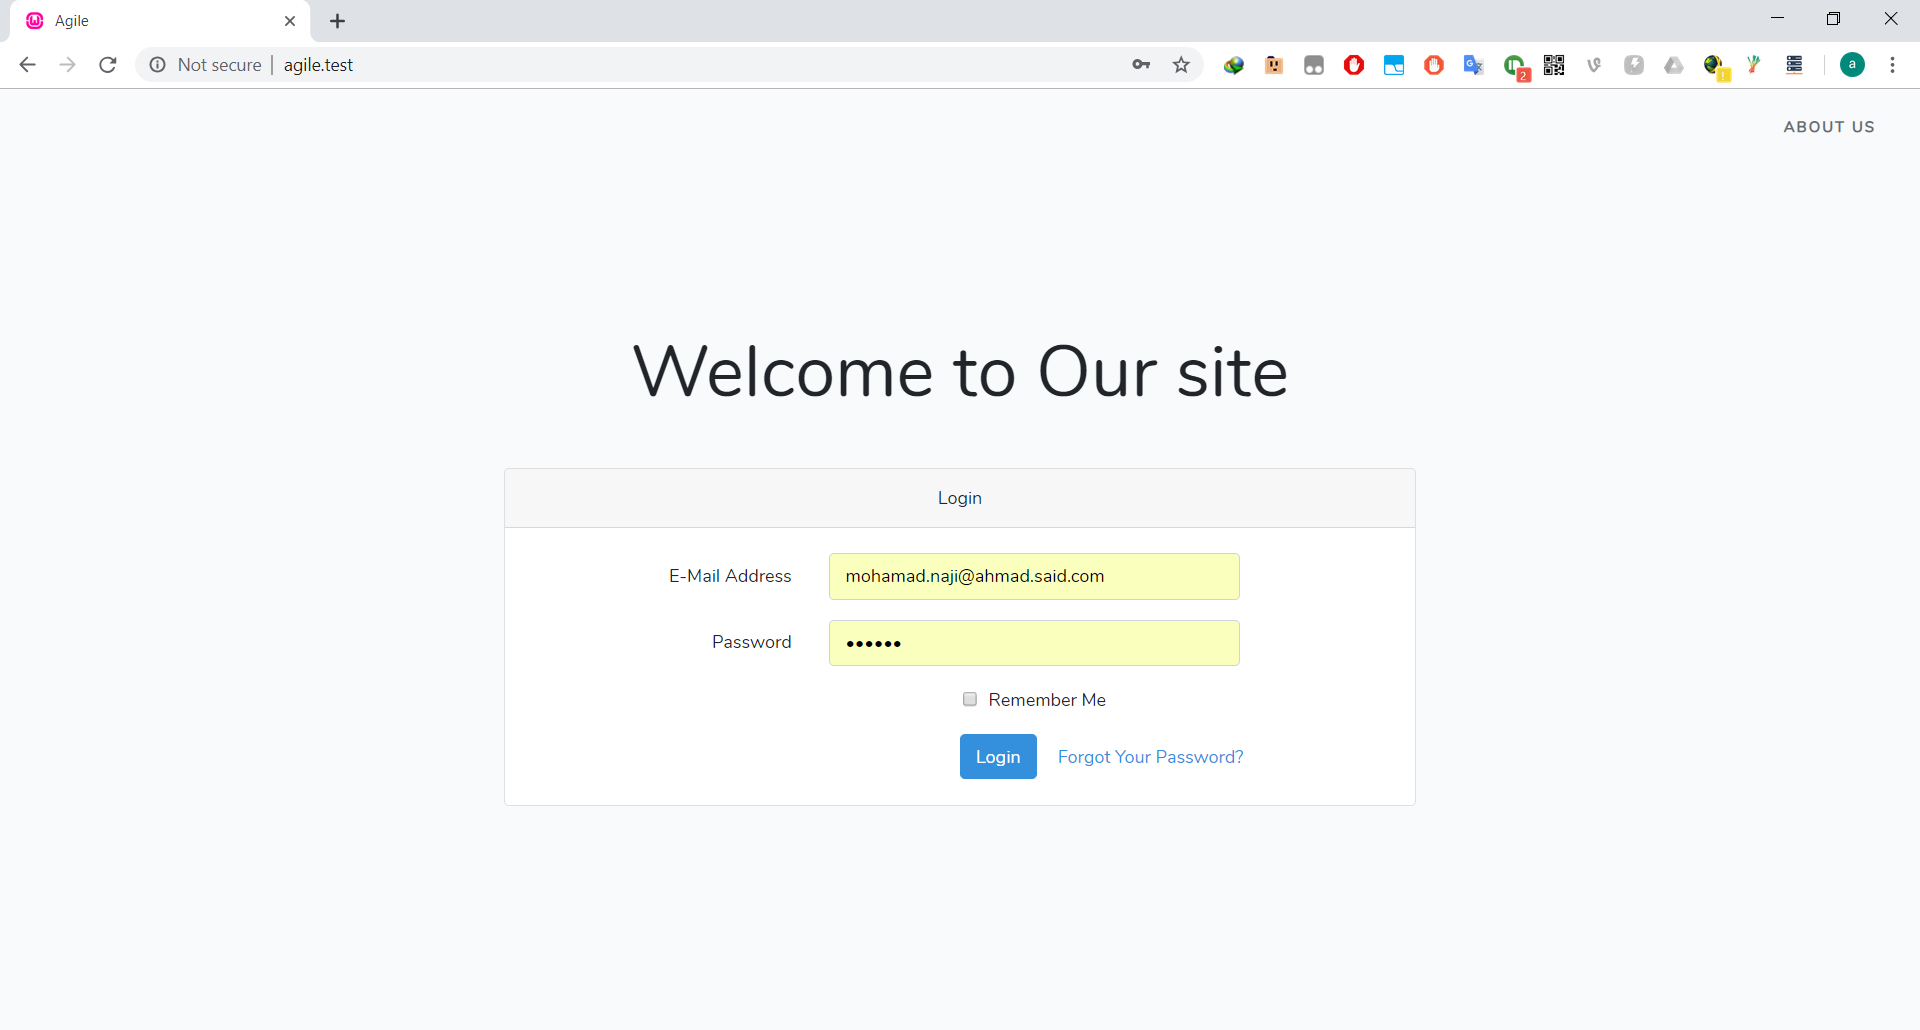 Agile
Not secure | agile.test
2
a
ABOUT US
Welcome to Our site
Login
E-Mail Address
mohamad.naji@ahmad.said.com
Password
••••••
Remember Me
Login
Forgot Your Password?